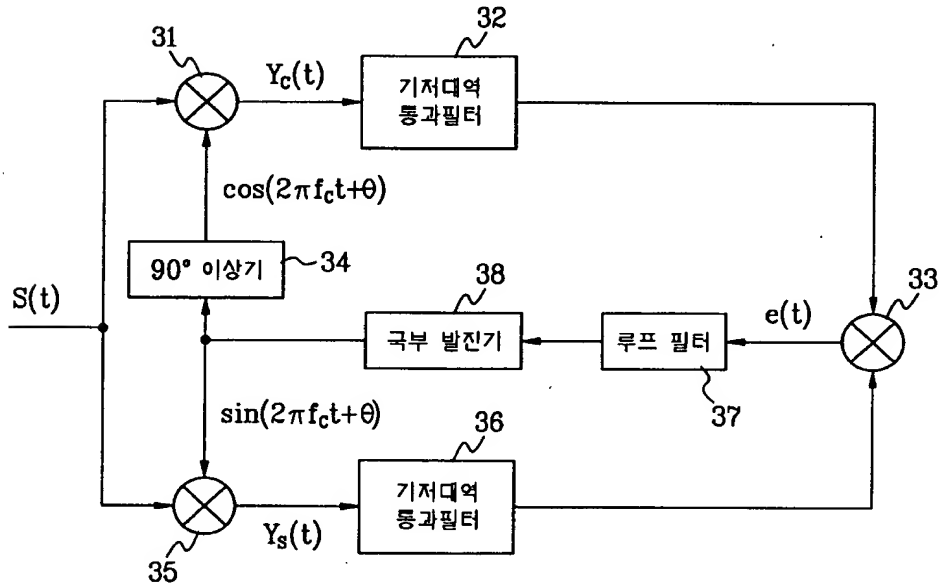 31
Y_C(t)
32
기저대역
통과필터
cos(2πf_Ct+θ)
90° 이상기
34
S(t)
38
국부 발진기
루프 필터
37
e(t)
33
sin(2πf_Ct+θ)
36
기저대역
통과필터
Y_S(t)
35